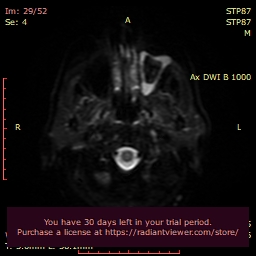 Im: 29/52
Se: 4
A
STP87
STP87
M
Ax DWI B 1000
R
L
You have 30 days left in your trial period.
Purchase a license at https://radiantviewer.com/store/